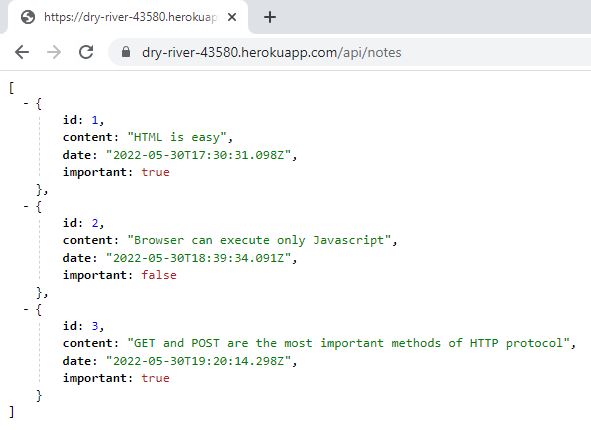 https://dry-river-43580.herokuap
dry-river-43580.herokuapp.com/api/notes
[
- {
id: 1,
content: "HTML is easy",
date: "2022-05-30T17:30:31.098Z",
important: true
},
- {
id: 2,
content: "Browser can execute only Javascript",
date: "2022-05-30T18:39:34.091Z",
important: false
},
- {
id: 3,
content: "GET and POST are the most important methods of HTTP protocol",
date: "2022-05-30T19:20:14.298Z",
important: true
}
]